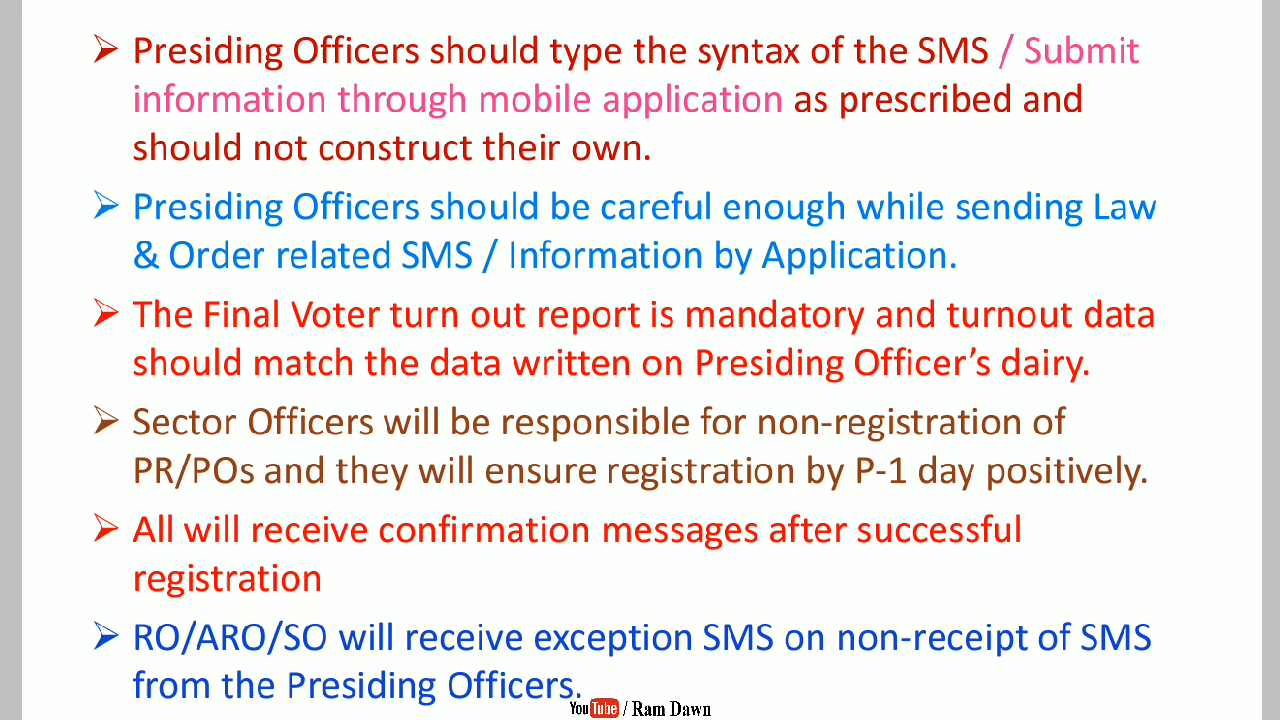 ➢ Presiding Officers should type the syntax of the SMS / Submit
information through mobile application as prescribed and
should not construct their own.
➢ Presiding Officers should be careful enough while sending Law
& Order related SMS / Information by Application.
➢ The Final Voter turn out report is mandatory and turnout data
should match the data written on Presiding Officer’s dairy.
➢ Sector Officers will be responsible for non-registration of
PR/POs and they will ensure registration by P-1 day positively.
➢ All will receive confirmation messages after successful
registration
➢ RO/ARO/SO will receive exception SMS on non-receipt of SMS
from the Presiding Officers.
YouTube / Ram Dawn